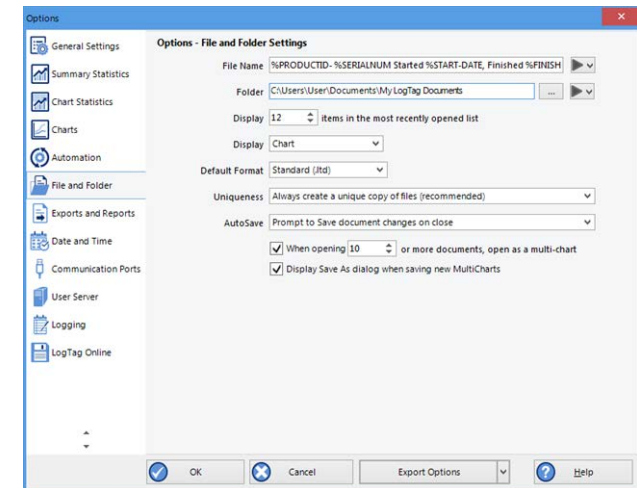 Options
General Settings
Summary Statistics
Chart Statistics
Charts
Automation
File and Folder
Exports and Reports
Date and Time
Communication Ports
User Server
Logging
LogTag Online
Options - File and Folder Settings
File Name %PRODUCTID- %SERIALNUM Started %START-DATE, Finished %FINISH
Folder C:\Users\User\Documents\My LogTag Documents ...
Display 12 items in the most recently opened list
Display Chart
Default Format Standard (ltd)
Uniqueness Always create a unique copy of files (recommended)
AutoSave Prompt to Save document changes on close
When opening 10 or more documents, open as a multi-chart
Display Save As dialog when saving new MultiCharts
OK Cancel Export Options Help